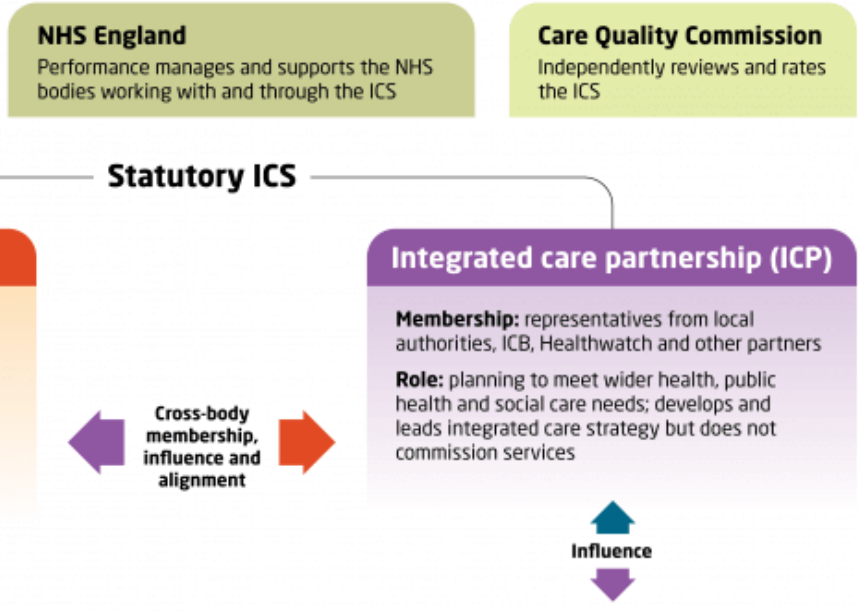 NHS England
Performance manages and supports the NHS
bodies working with and through the ICS
Care Quality Commission
Independently reviews and rates
the ICS
Statutory ICS
Integrated care partnership (ICP)
Membership: representatives from local
authorities, ICB, Healthwatch and other partners
Role: planning to meet wider health, public
health and social care needs; develops and
leads integrated care strategy but does not
commission services
Cross-body
membership,
influence and
alignment
Influence